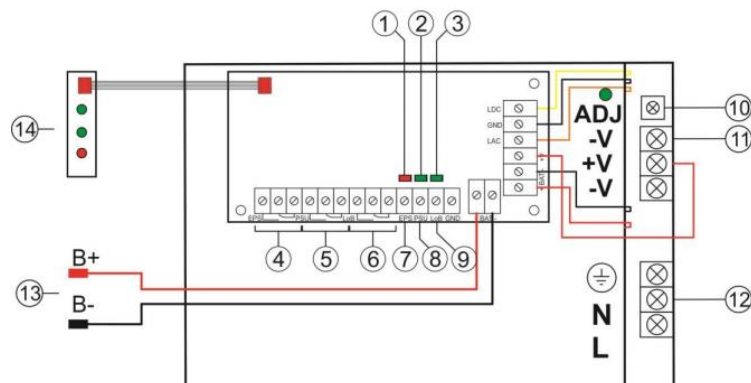 1 2 3
14
LDC
GND
LAC
ADJ
-V
+V
-V
10
11
EPS PSU LoB EPS PSU LoB GND BAT
4 5 6 7 8 9
B+
13
B-
N
L
12